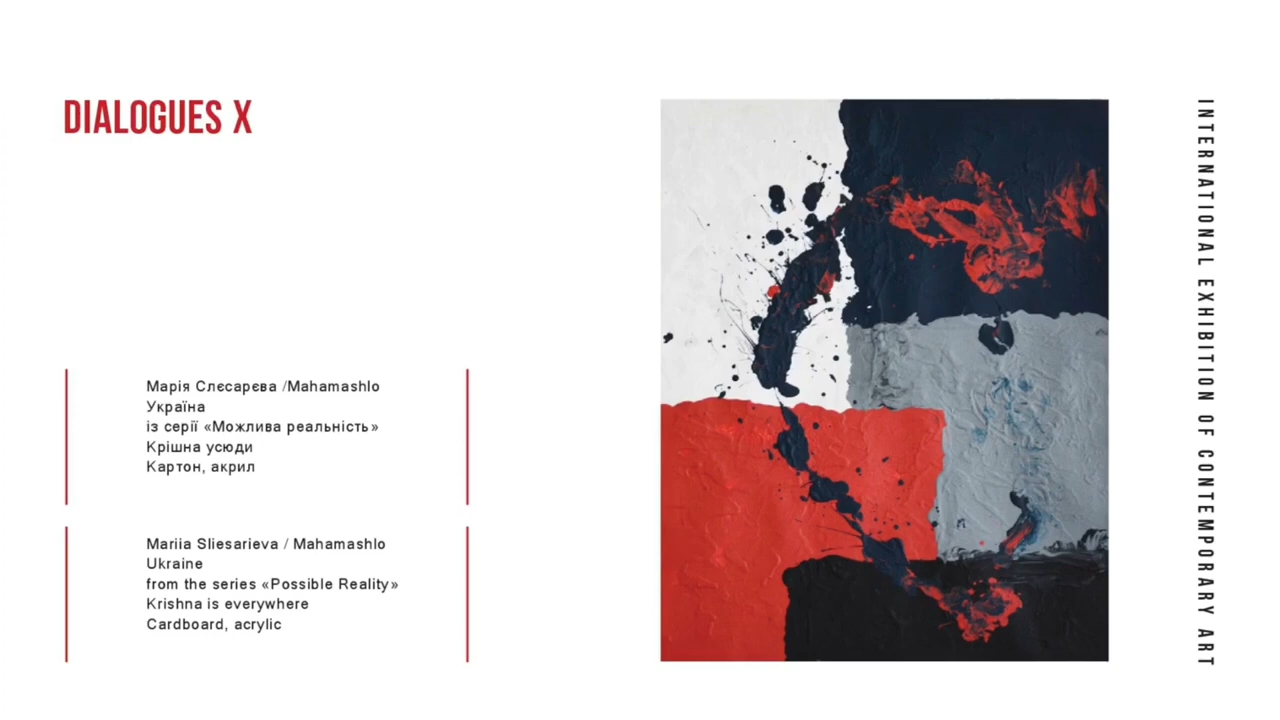 DIALOGUES X
Марія Слєсарєва /Mahamashlo
Україна
із серії «Можлива реальність»
Крішна усюди
Картон, акрил
Mariia Sliesarieva / Mahamashlo
Ukraine
from the series «Possible Reality»
Krishna is everywhere
Cardboard, acrylic
INTERNATIONAL EXHIBITION OF CONTEMPORARY ART